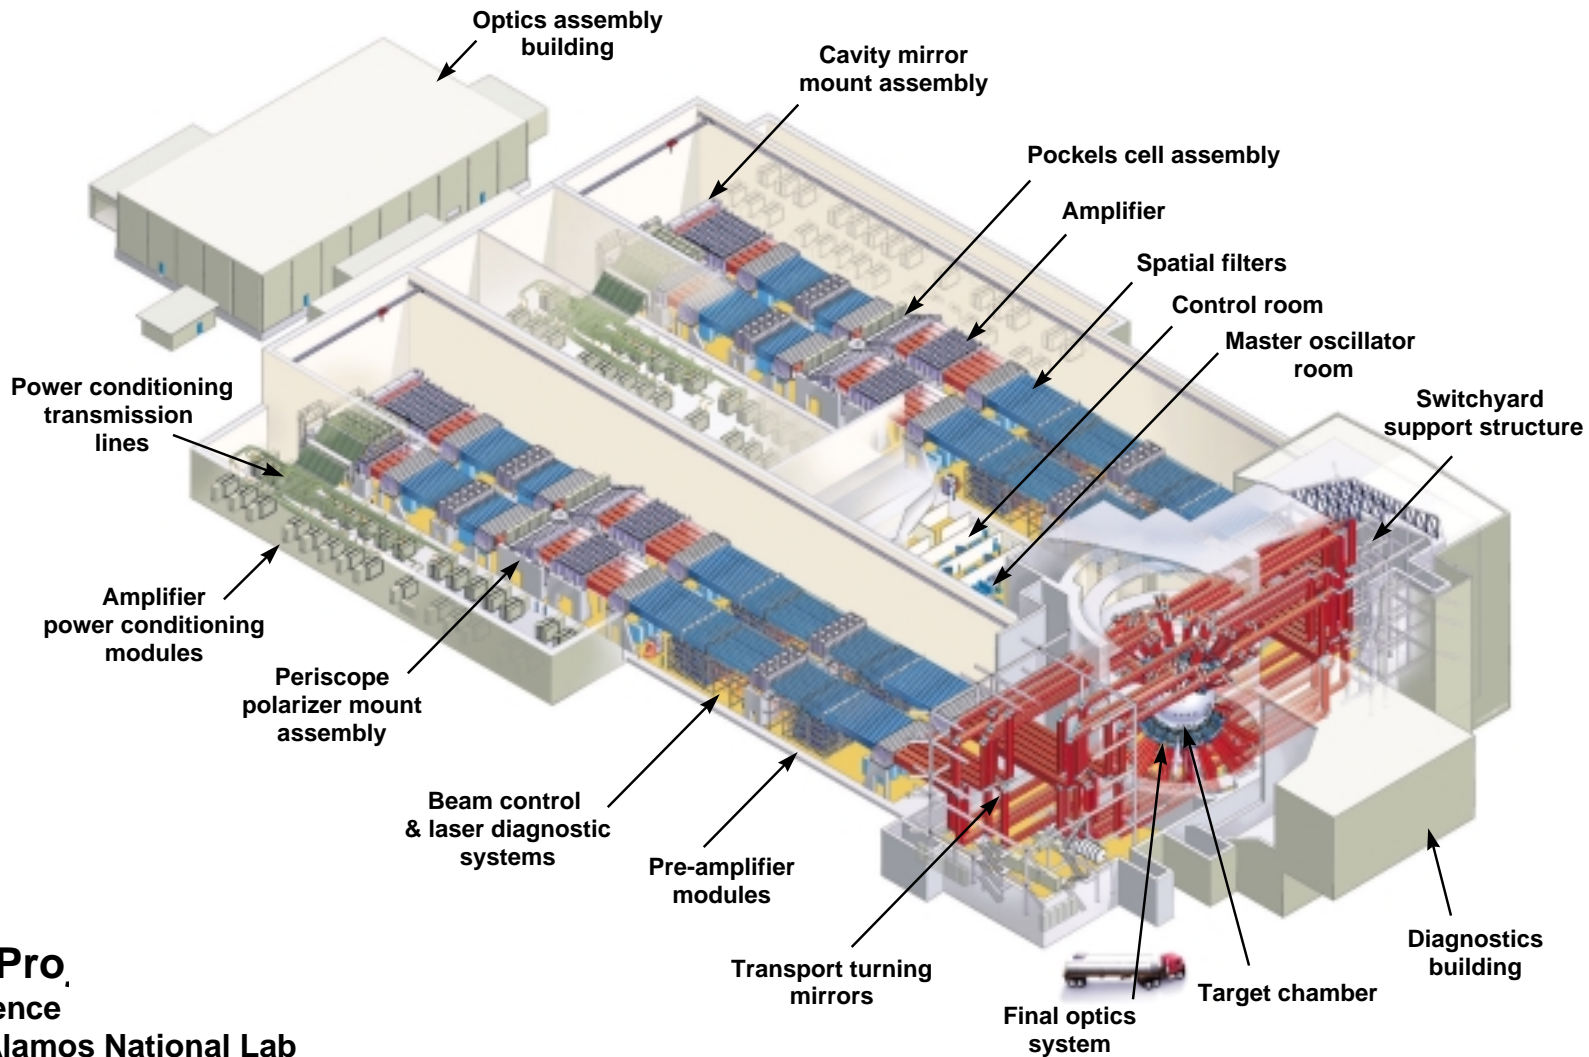 Optics assembly
building
Cavity mirror
mount assembly
Pockels cell assembly
Amplifier
Spatial filters
Control room
Master oscillator
room
Switchyard
support structure
Power conditioning
transmission
lines
Amplifier
power conditioning
modules
Periscope
polarizer mount
assembly
Beam control
& laser diagnostic
systems
Pre-amplifier
modules
Transport turning
mirrors
Final optics
system
Target chamber
Diagnostics
building
Pro
ence
Alamos National Lab